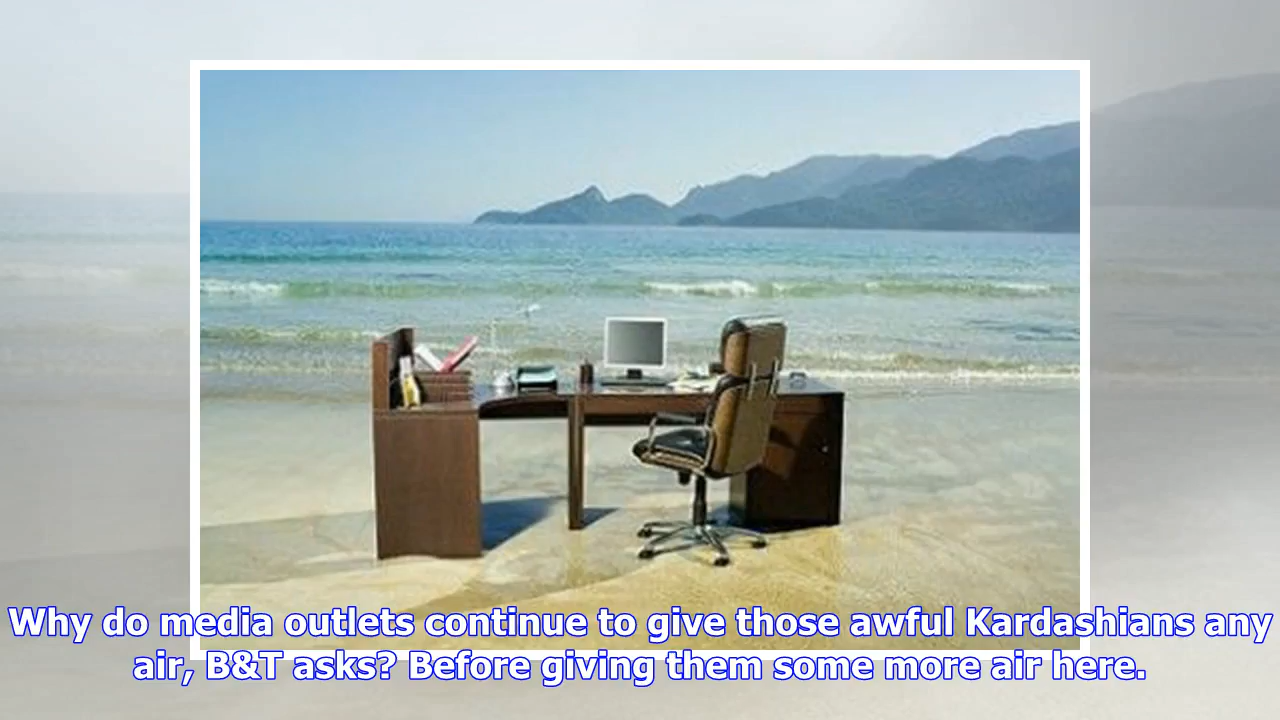 Why do media outlets continue to give those awful Kardashians any
air, B&T asks? Before giving them some more air here.